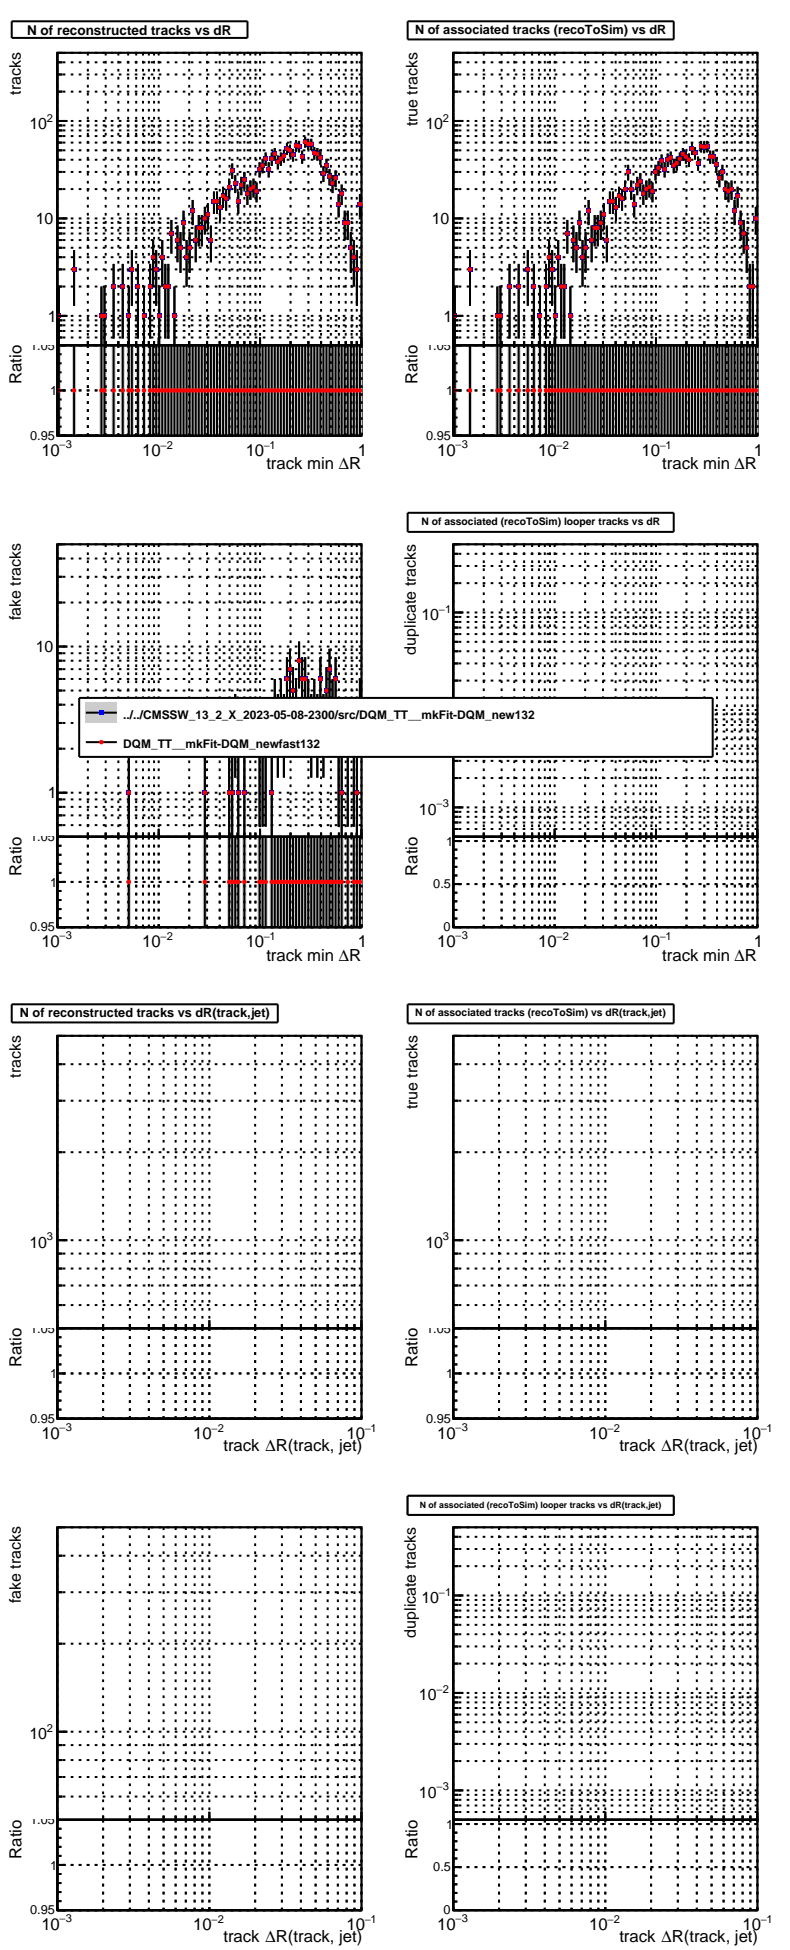 N of reconstructed tracks vs dR
N of associated tracks (recoToSim) vs dR
tracks
10²
10
1
1.05
Ratio
1
0.95
10⁻³
10⁻²
10⁻¹
1
track min ΔR
true tracks
10²
10
1
1.05
Ratio
1
0.95
10⁻³
10⁻²
10⁻¹
1
track min ΔR
N of associated (recoToSim) looper tracks vs dR
fake tracks
10
1
1.05
Ratio
1
0.95
10⁻³
10⁻²
10⁻¹
1
track min ΔR
duplicate tracks
10⁻¹
10⁻³
1
Ratio
0.5
0
10⁻³
10⁻²
10⁻¹
1
track min ΔR
../../CMSSW_13_2_X_2023-05-08-2300/src/DQM_TT__mkFit-DQM_new132
DQM_TT__mkFit-DQM_newfast132
N of reconstructed tracks vs dR(track,jet)
N of associated tracks (recoToSim) vs dR(track,jet)
tracks
10³
1.05
Ratio
1
0.95
10⁻³
10⁻²
10⁻¹
track ΔR(track, jet)
true tracks
10³
1.05
Ratio
1
0.95
10⁻³
10⁻²
10⁻¹
track ΔR(track, jet)
N of associated (recoToSim) looper tracks vs dR(track,jet)
fake tracks
10²
1.05
Ratio
1
0.95
10⁻³
10⁻²
10⁻¹
track ΔR(track, jet)
duplicate tracks
10⁻¹
10⁻²
10⁻³
1
Ratio
0.5
0
10⁻³
10⁻²
10⁻¹
track ΔR(track, jet)